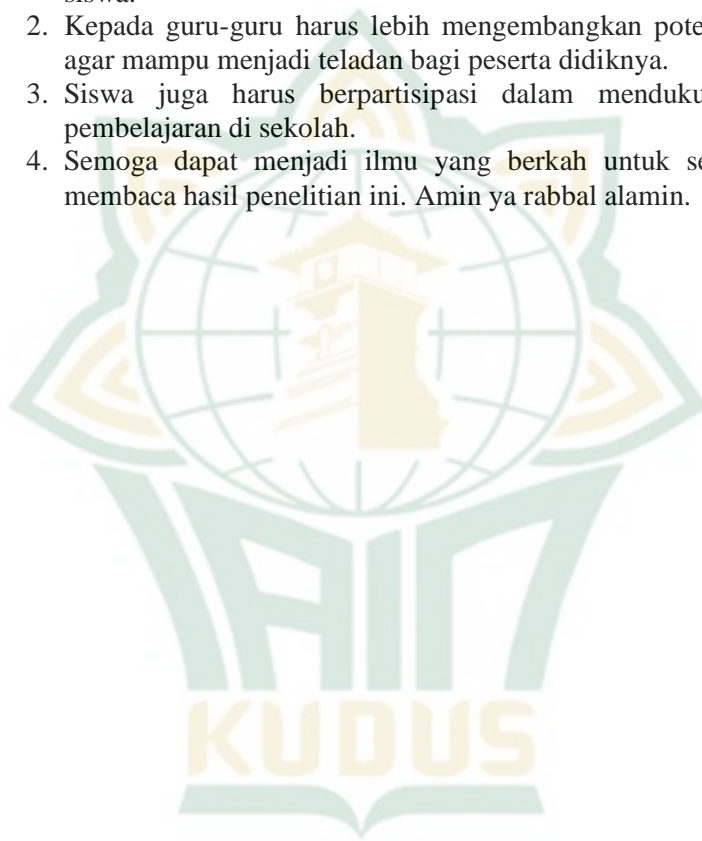 siswa.
2. Kepada guru-guru harus lebih mengembangkan pote
agar mampu menjadi teladan bagi peserta didiknya.
3. Siswa juga harus berpartisipasi dalam menduku
pembelajaran di sekolah.
4. Semoga dapat menjadi ilmu yang berkah untuk se
membaca hasil penelitian ini. Amin ya rabbal alamin.
IAIN
KUDUS